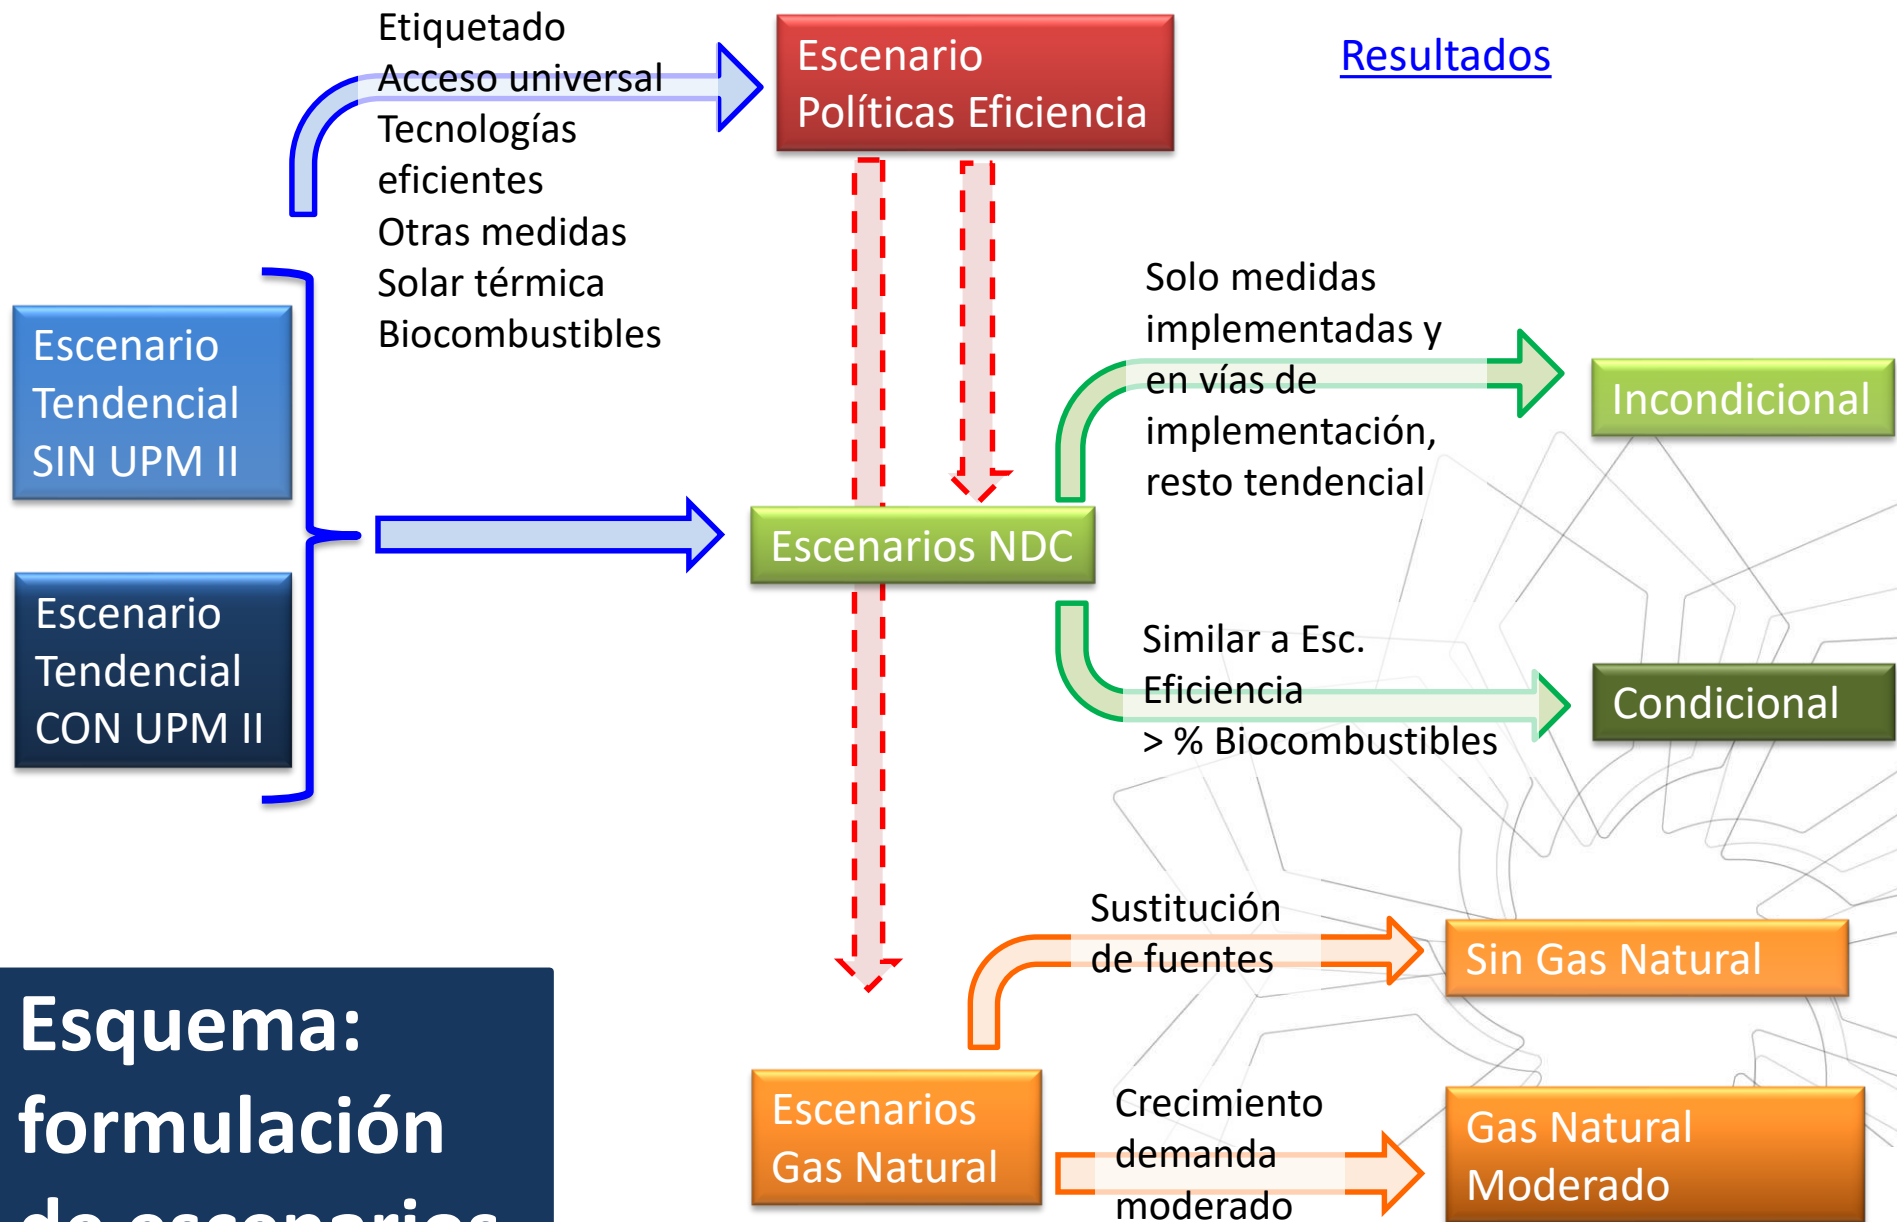 Etiquetado
Acceso universal
Tecnologías
eficientes
Otras medidas
Solar térmica
Biocombustibles
Escenario
Políticas Eficiencia
Resultados
Escenario
Tendencial
SIN UPM II
Escenario
Tendencial
CON UPM II
Escenarios NDC
Solo medidas
implementadas y
en vías de
implementación,
resto tendencial
Incondicional
Similar a Esc.
Eficiencia
> % Biocombustibles
Condicional
Sustitución
de fuentes
Sin Gas Natural
Escenarios
Gas Natural
Crecimiento
demanda
moderado
Gas Natural
Moderado
Esquema:
formulación
de escenarios